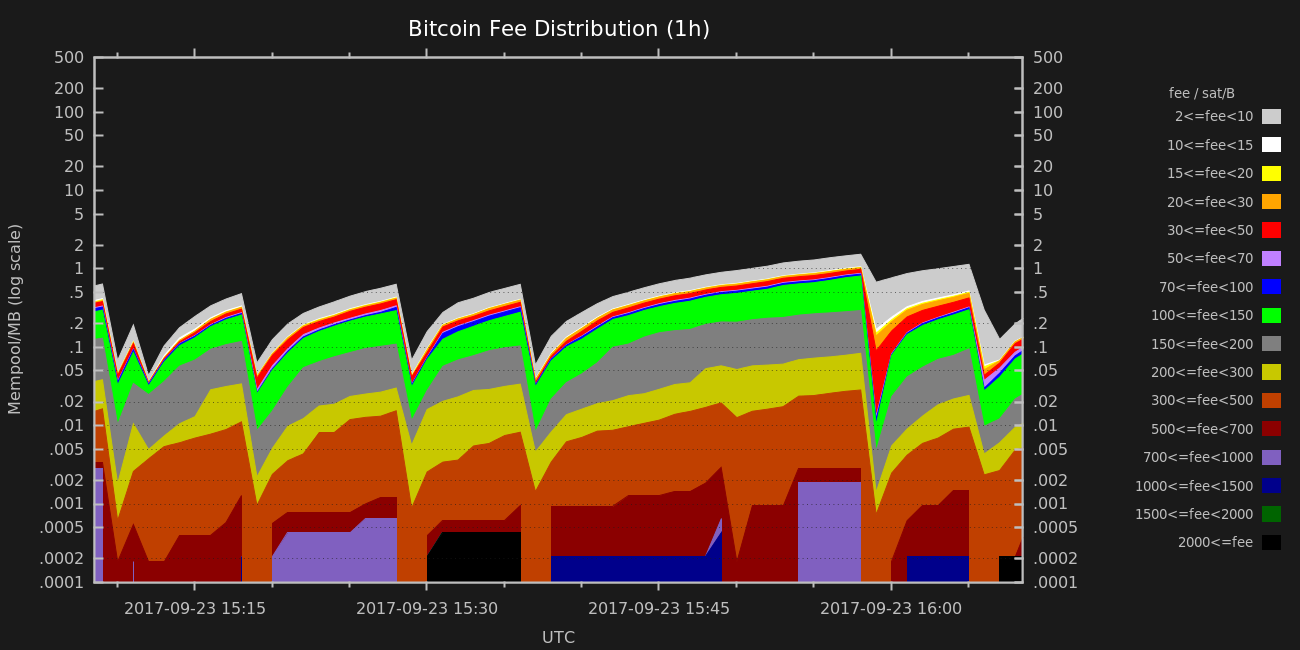 Bitcoin Fee Distribution (1h)
500
200
100
50
20
10
5
2
1
.5
.2
.1
.05
.02
.01
.005
.002
.001
.0005
.0002
.0001
Mempool/MB (log scale)
500
200
100
50
20
10
5
2
1
.5
.2
.1
.05
.02
.01
.005
.002
.001
.0005
.0002
.0001
2017-09-23 15:15
2017-09-23 15:30
2017-09-23 15:45
2017-09-23 16:00
UTC
fee / sat/B
2<=fee<10
10<=fee<15
15<=fee<20
20<=fee<30
30<=fee<50
50<=fee<70
70<=fee<100
100<=fee<150
150<=fee<200
200<=fee<300
300<=fee<500
500<=fee<700
700<=fee<1000
1000<=fee<1500
1500<=fee<2000
2000<=fee